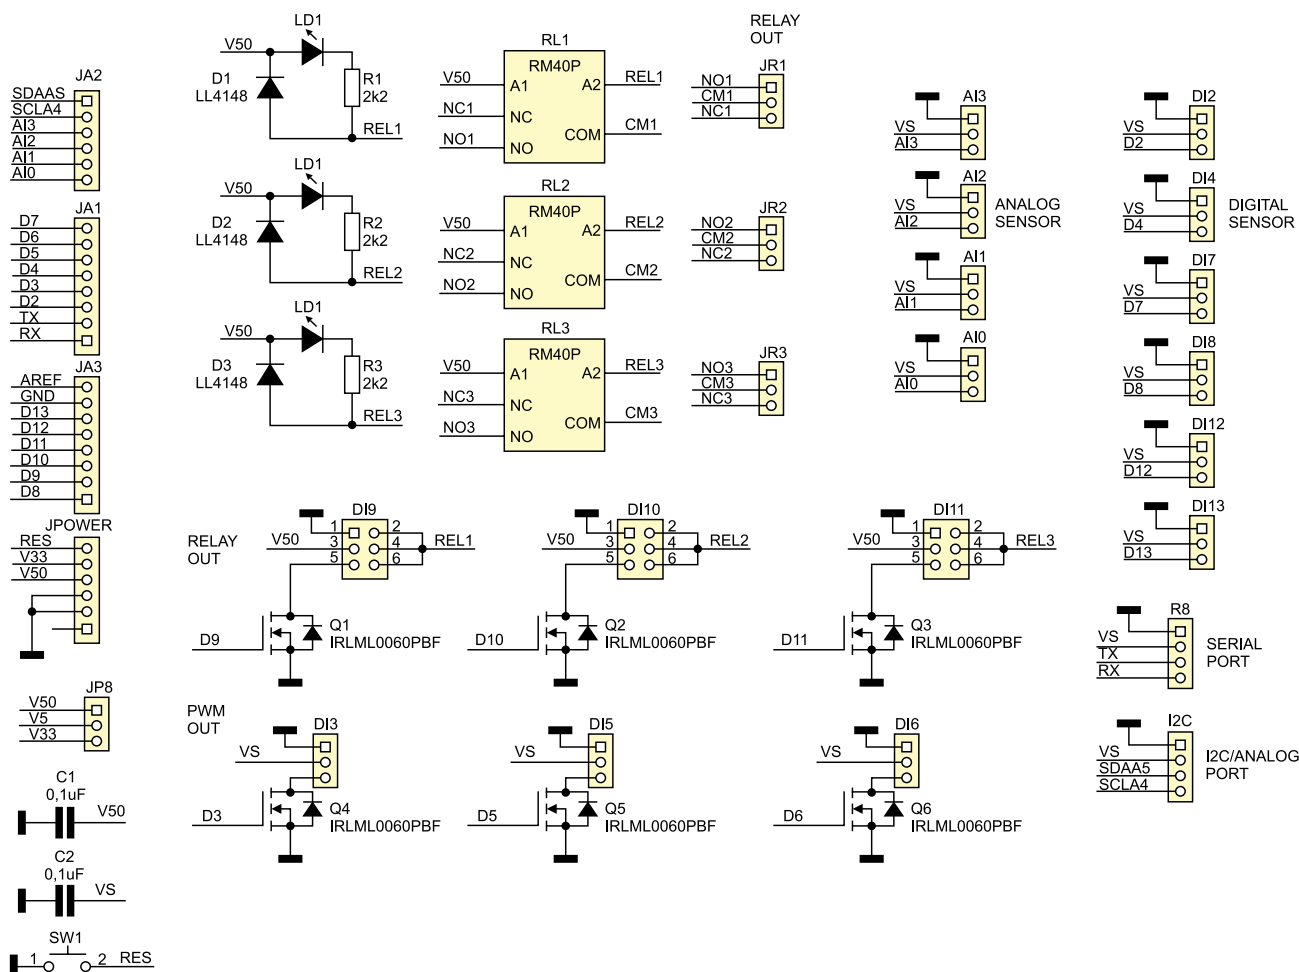 JA2
SDAAS
SCLA4
AI3
AI2
AI1
AI0
JA1
D7
D6
D5
D4
D3
D2
TX
RX
JA3
AREF
GND
D13
D12
D11
D10
D9
D8
JPOWER
RES
V33
V50
JP8
V50
V5
V33
C1
0,1uF
V50
C2
0,1uF
VS
SW1
1 2 RES
LD1
V50
D1
LL4148
R1
2k2
REL1
LD1
V50
D2
LL4148
R2
2k2
REL2
LD1
V50
D3
LL4148
R3
2k2
REL3
RL1
RM40P
V50 A1 A2 REL1
NC1 NC
COM CM1
NO1 NO
RL2
RM40P
V50 A1 A2 REL2
NC2 NC
COM CM2
NO2 NO
RL3
RM40P
V50 A1 A2 REL3
NC3 NC
COM CM3
NO3 NO
RELAY
OUT
JR1
NO1
CM1
NC1
JR2
NO2
CM2
NC2
JR3
NO3
CM3
NC3
AI3
VS
AI3
AI2
VS
AI2
ANALOG
SENSOR
AI1
VS
AI1
AI0
VS
AI0
DI2
VS
D2
DI4
VS
D4
DIGITAL
SENSOR
DI7
VS
D7
DI8
VS
D8
DI12
VS
D12
DI13
VS
D13
RELAY
OUT
DI9
1 2
V50 3 4 REL1
5 6
Q1
IRLML0060PBF
D9
DI10
1 2
V50 3 4 REL2
5 6
Q2
IRLML0060PBF
D10
DI11
1 2
V50 3 4 REL3
5 6
Q3
IRLML0060PBF
D11
PWM
OUT
DI3
VS
Q4
IRLML0060PBF
D3
DI5
VS
Q5
IRLML0060PBF
D5
DI6
VS
Q6
IRLML0060PBF
D6
R8
VS
TX
RX
SERIAL
PORT
I2C
VS
SDAA5
SCLA4
I2C/ANALOG
PORT